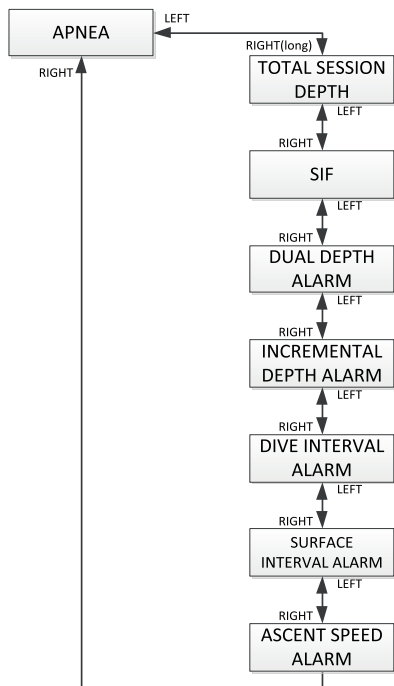 APNEA
LEFT
RIGHT(long)
RIGHT
TOTAL SESSION
DEPTH
LEFT
RIGHT
SIF
LEFT
RIGHT
DUAL DEPTH
ALARM
LEFT
RIGHT
INCREMENTAL
DEPTH ALARM
LEFT
RIGHT
DIVE INTERVAL
ALARM
LEFT
RIGHT
SURFACE
INTERVAL ALARM
LEFT
RIGHT
ASCENT SPEED
ALARM